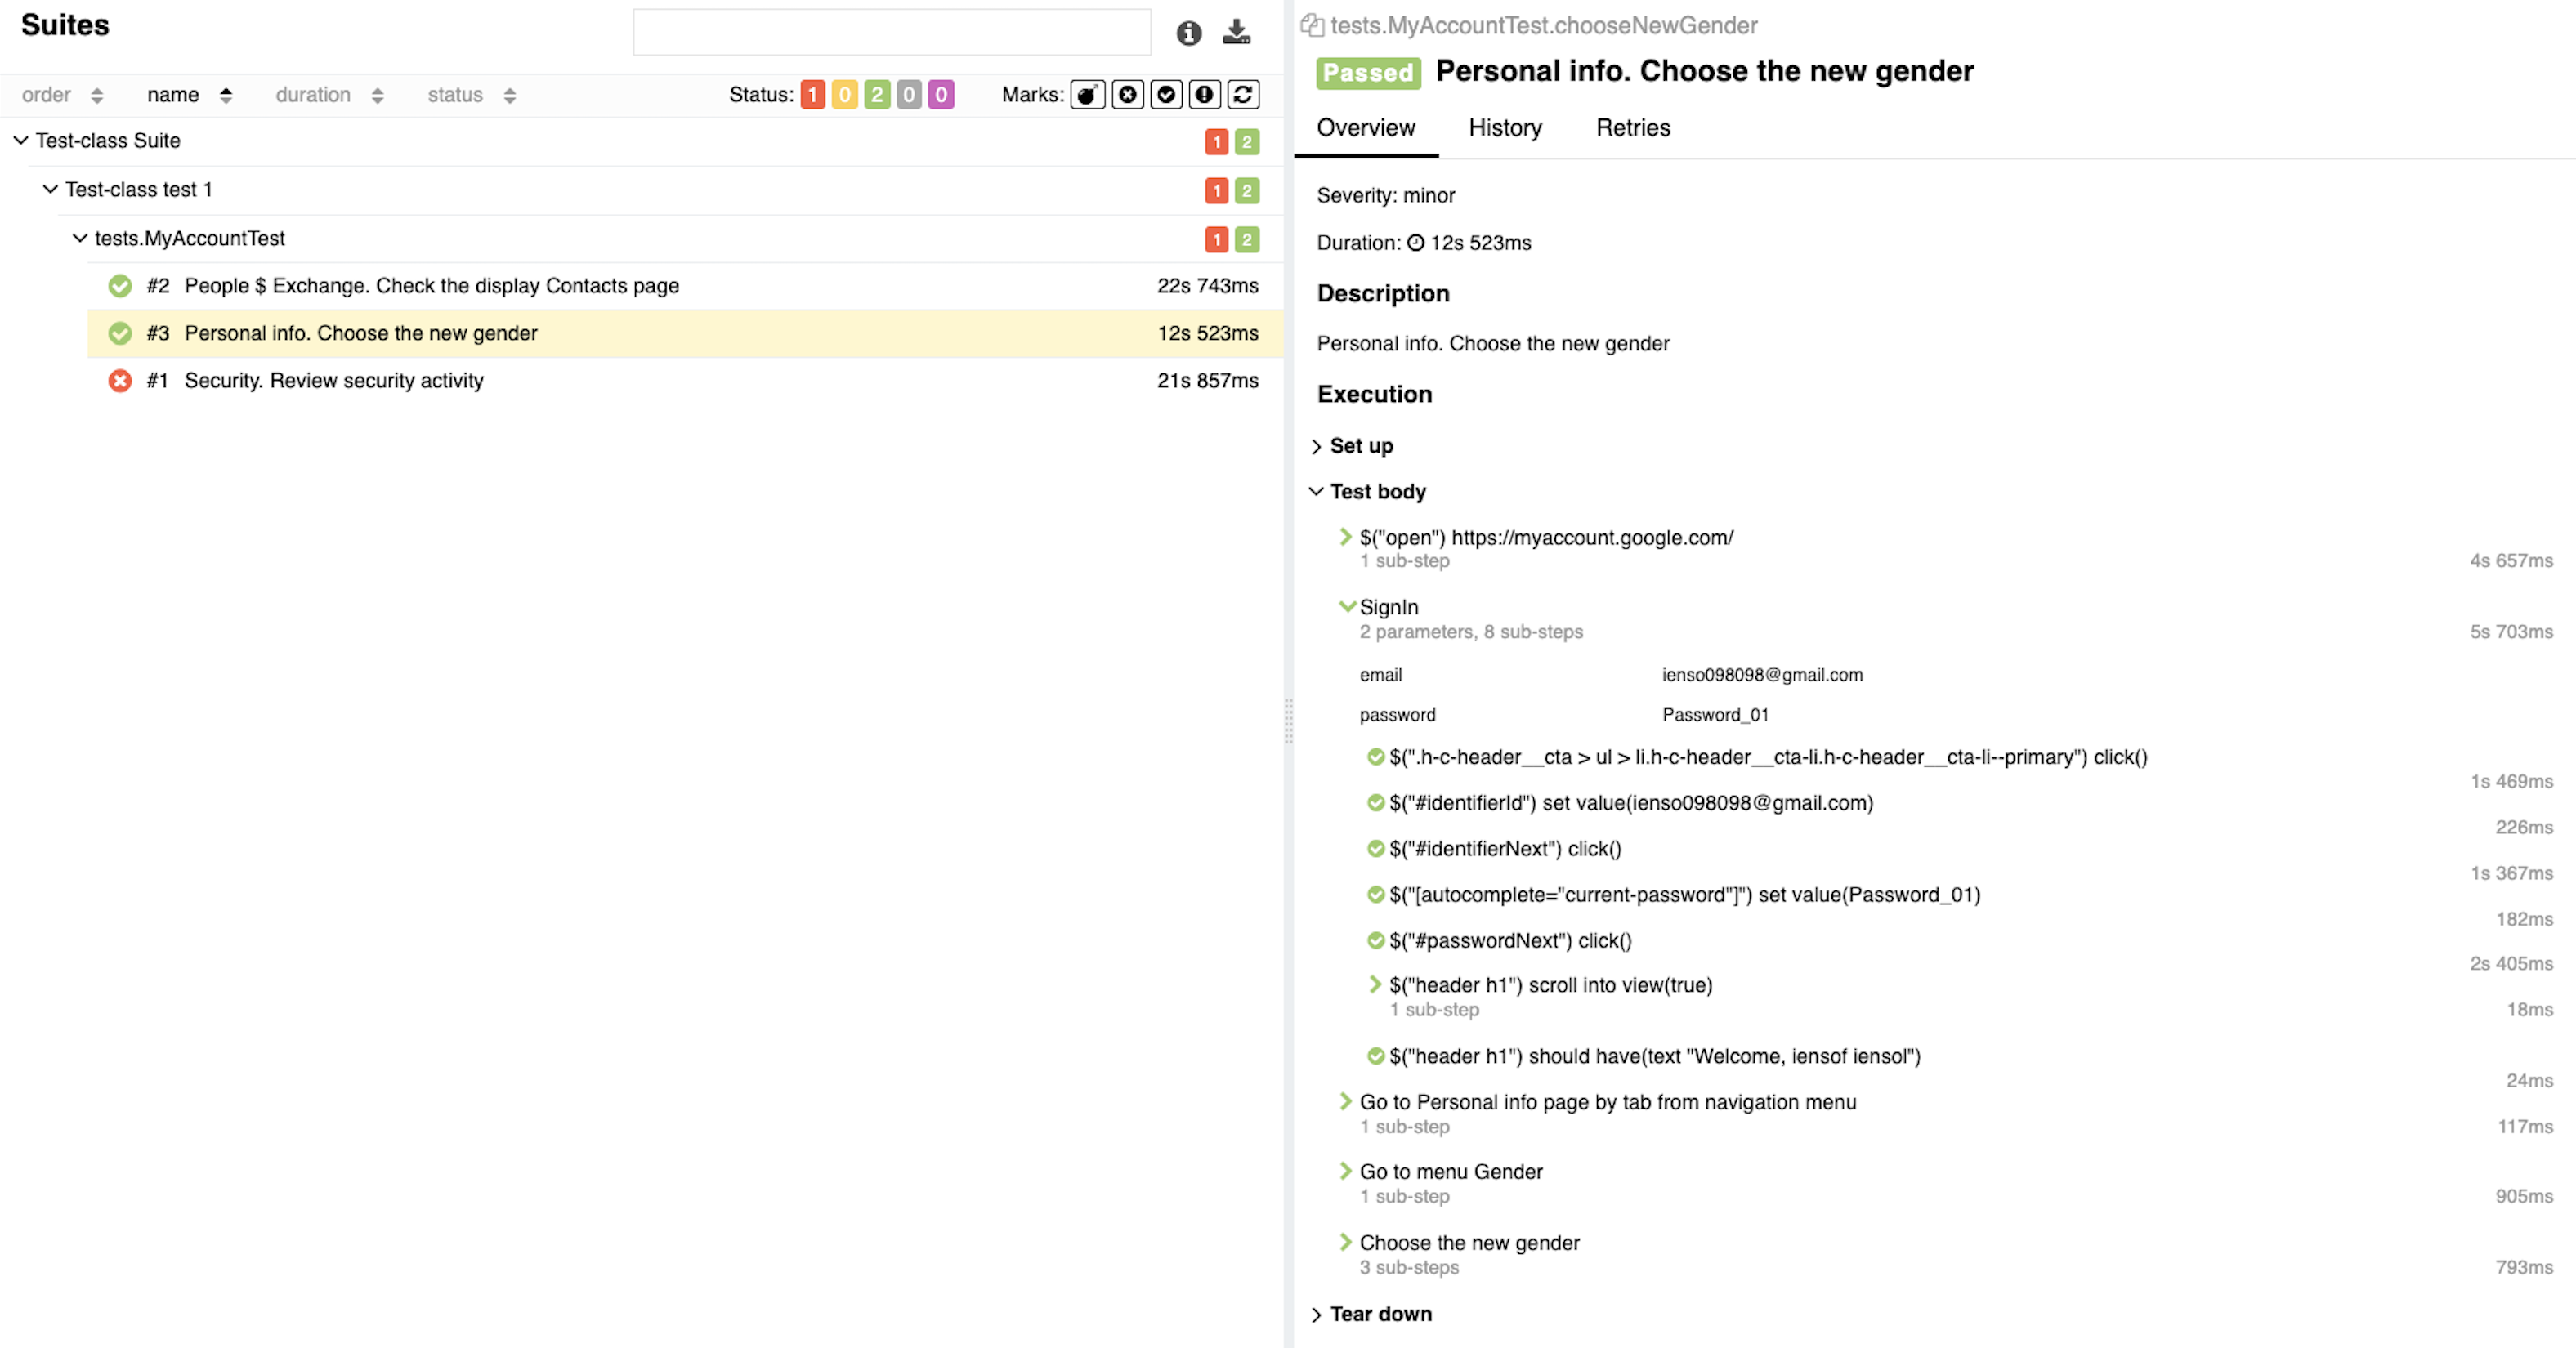 Suites
order name duration status Status: 1 0 2 0 0 Marks:
Test-class Suite 1 2
Test-class test 1 1 2
tests.MyAccountTest 1 2
#2 People $ Exchange. Check the display Contacts page 22s 743ms
#3 Personal info. Choose the new gender 12s 523ms
#1 Security. Review security activity 21s 857ms
tests.MyAccountTest.chooseNewGender
Passed Personal info. Choose the new gender
Overview History Retries
Severity: minor
Duration: 12s 523ms
Description
Personal info. Choose the new gender
Execution
Set up
Test body
$("open") https://myaccount.google.com/
1 sub-step 4s 657ms
SignIn
2 parameters, 8 sub-steps 5s 703ms
email ienso098098@gmail.com
password Password_01
$(".h-c-header__cta > ul > li.h-c-header__cta-li.h-c-header__cta-li--primary") click()
1s 469ms
$("#identifierId") set value(ienso098098@gmail.com)
226ms
$("#identifierNext") click()
1s 367ms
$("[autocomplete="current-password"]") set value(Password_01)
182ms
$("#passwordNext") click()
2s 405ms
$("header h1") scroll into view(true)
1 sub-step 18ms
$("header h1") should have(text "Welcome, iensof iensol")
24ms
Go to Personal info page by tab from navigation menu
1 sub-step 117ms
Go to menu Gender
1 sub-step 905ms
Choose the new gender
3 sub-steps 793ms
Tear down